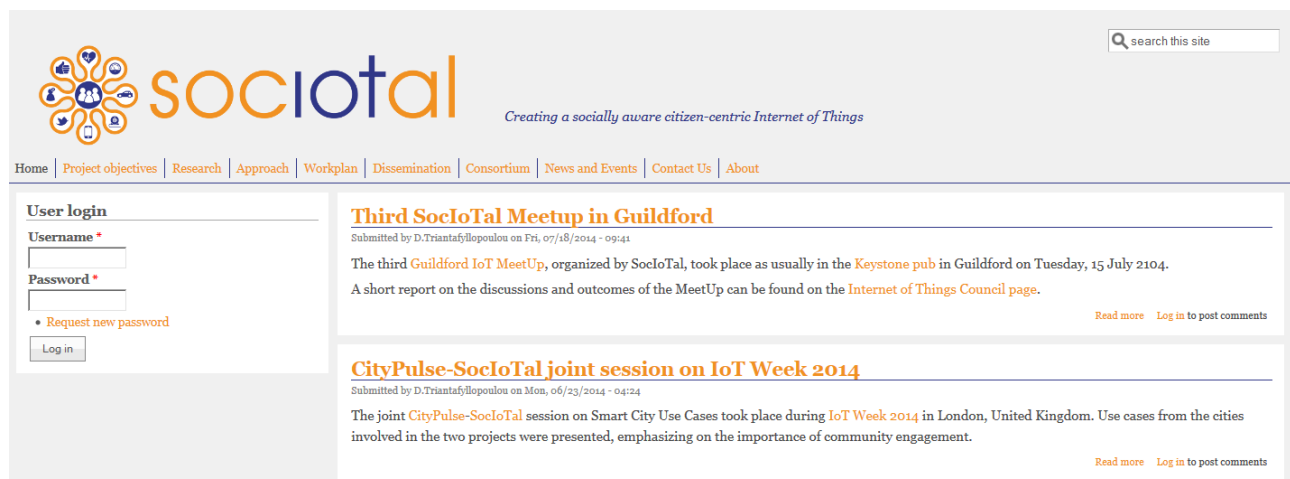 search this site
sociotal
Creating a socially aware citizen-centric Internet of Things
Home Project objectives Research Approach Workplan Dissemination Consortium News and Events Contact Us About
User login
Username *
Password *
Request new password
Log in
Third SocIoTal Meetup in Guildford
Submitted by D.Triantafyllopoulou on Fri, 07/18/2014 - 09:41
The third Guildford IoT MeetUp, organized by SocIoTal, took place as usually in the Keystone pub in Guildford on Tuesday, 15 July 2104.
A short report on the discussions and outcomes of the MeetUp can be found on the Internet of Things Council page.
Read more Log in to post comments
CityPulse-SocIoTal joint session on IoT Week 2014
Submitted by D.Triantafyllopoulou on Mon, 06/23/2014 - 04:24
The joint CityPulse-SocIoTal session on Smart City Use Cases took place during IoT Week 2014 in London, United Kingdom. Use cases from the cities
involved in the two projects were presented, emphasizing on the importance of community engagement.
Read more Log in to post comments